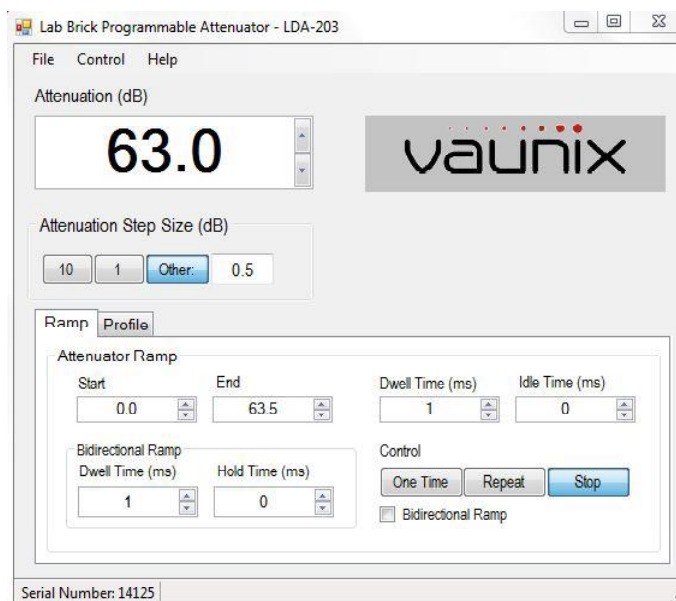 Lab Brick Programmable Attenuator - LDA-203
File Control Help
Attenuation (dB)
63.0
vaunix
Attenuation Step Size (dB)
10 1 Other: 0.5
Ramp Profile
Attenuator Ramp
Start End Dwell Time (ms) Idle Time (ms)
0.0 63.5 1 0
Bidirectional Ramp Control
Dwell Time (ms) Hold Time (ms)
One Time Repeat Stop
1 0
Bidirectional Ramp
Serial Number: 14125